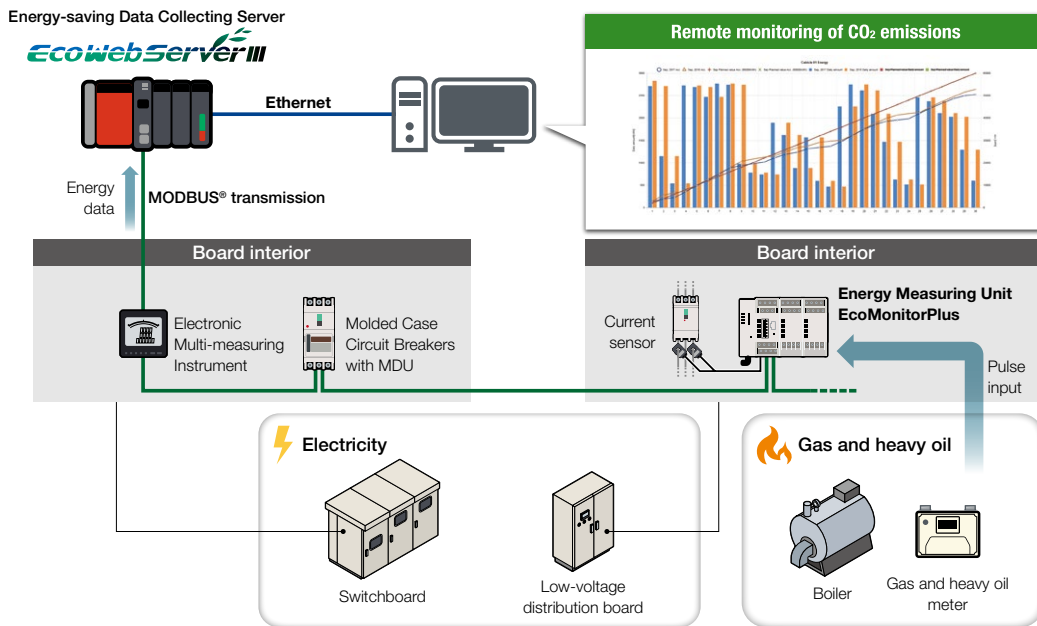 Energy-saving Data Collecting Server
EcoWebServerIII
Ethernet
Remote monitoring of CO₂ emissions
Energy
data
MODBUS® transmission
Board interior
Board interior
Electronic
Multi-measuring
Instrument
Molded Case
Circuit Breakers
with MDU
Current
sensor
Energy Measuring Unit
EcoMonitorPlus
Pulse
input
Electricity
Gas and heavy oil
Switchboard
Low-voltage
distribution board
Boiler
Gas and heavy oil
meter